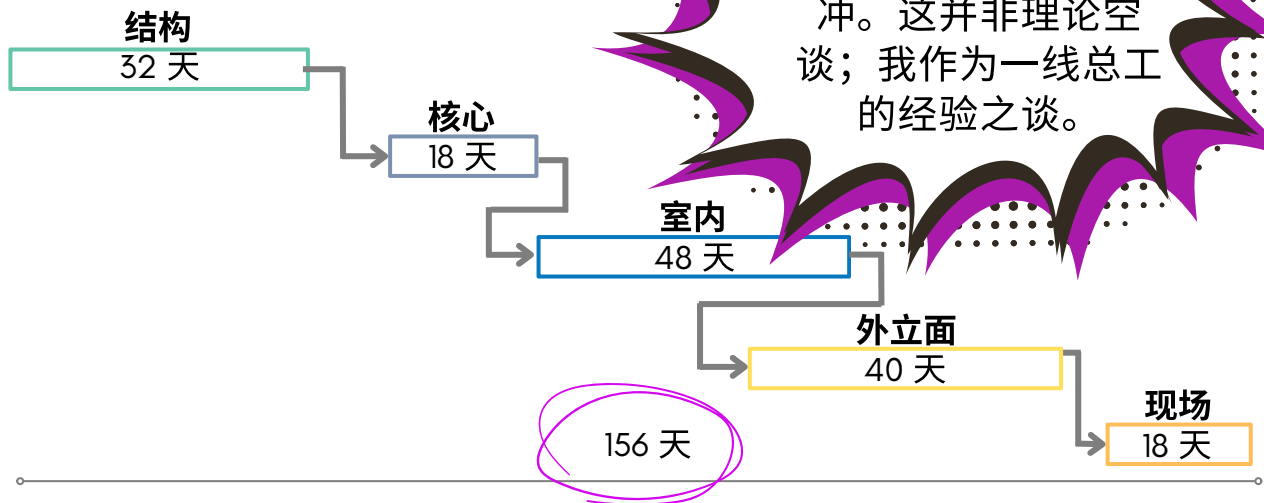 冲。这并非理论空
谈；我作为一线总工
的经验之谈。
结构
32 天
核心
18 天
室内
48 天
外立面
40 天
现场
18 天
156 天